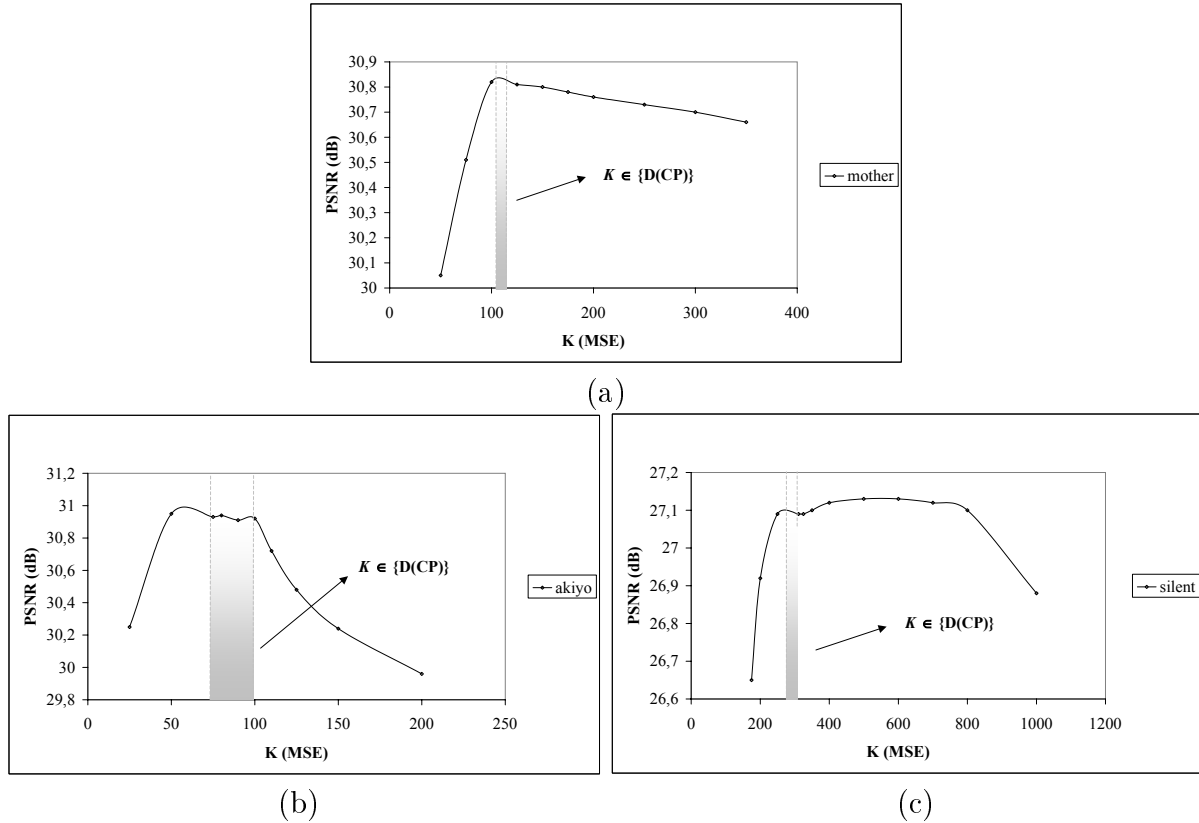 30,9
30,8
30,7
30,6
30,5
30,4
30,3
30,2
30,1
30
PSNR (dB)
K ∈ {D(CP)}
mother
0 100 200 300 400
K (MSE)
(a)
31,2
31
30,8
30,6
30,4
30,2
30
29,8
PSNR (dB)
K ∈ {D(CP)}
akiyo
0 50 100 150 200 250
K (MSE)
(b)
27,2
27,1
27
26,9
26,8
26,7
26,6
PSNR (dB)
K ∈ {D(CP)}
silent
0 200 400 600 800 1000 1200
K (MSE)
(c)